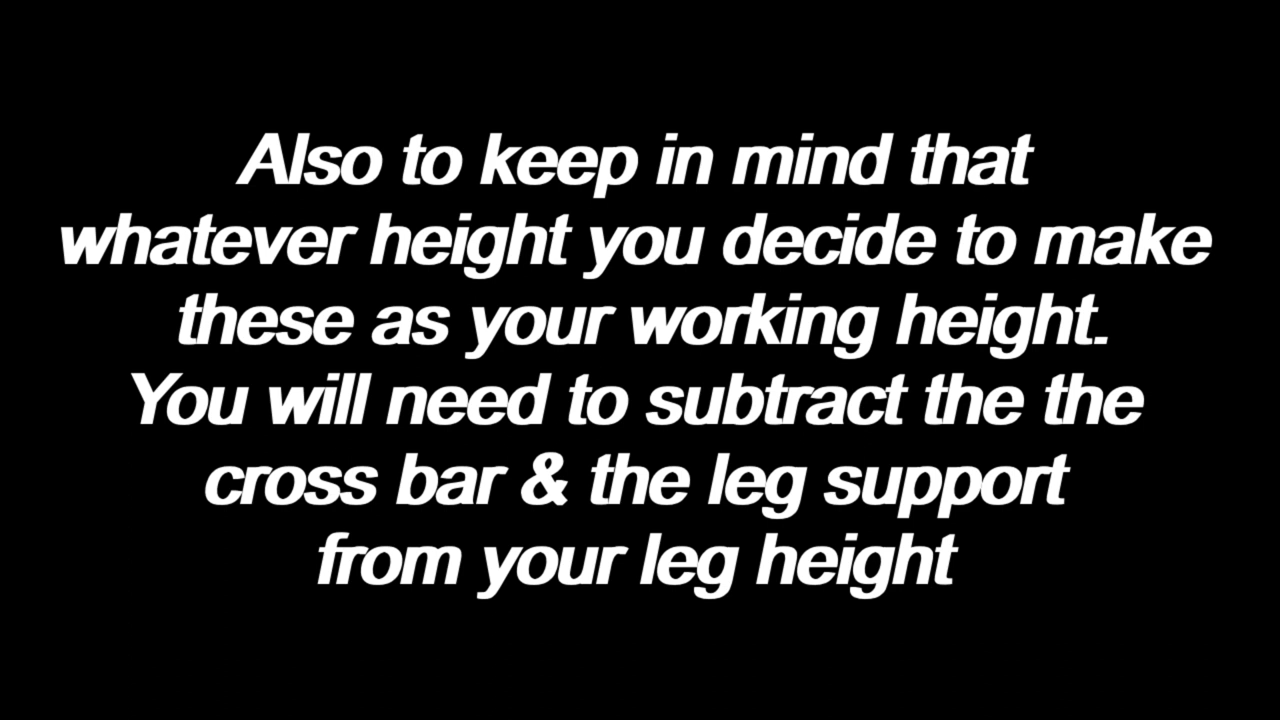 Also to keep in mind that
whatever height you decide to make
these as your working height.
You will need to subtract the the
cross bar & the leg support
from your leg height